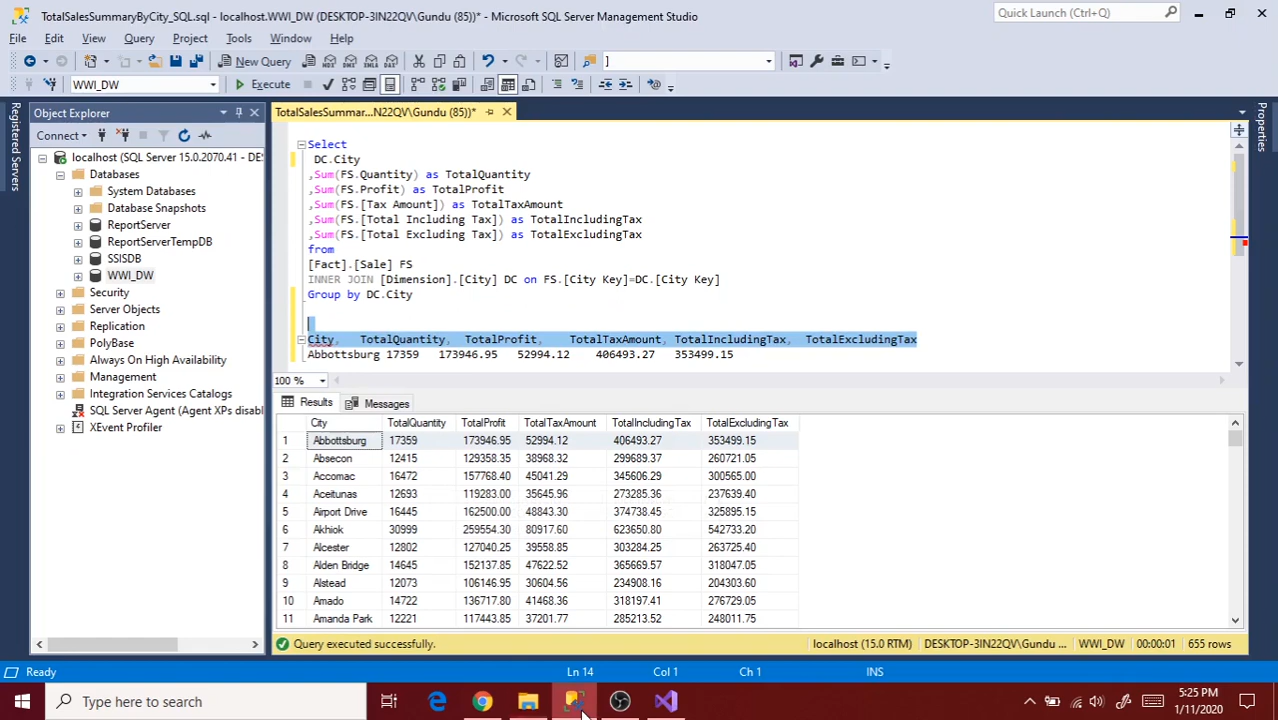 TotalSalesSummaryByCity_SQL.sql - localhost.WWI_DW (DESKTOP-3IN22QV\Gundu (85))* - Microsoft SQL Server Management Studio
Quick Launch (Ctrl+Q)
File Edit View Query Project Tools Window Help
New Query MDX DMX XMLA DAX ]
WWI_DW Execute
Registered Servers
Object Explorer
TotalSalesSummar...N22QV\Gundu (85))*
Properties
Connect
localhost (SQL Server 15.0.2070.41 - DE
Databases
System Databases
Database Snapshots
ReportServer
ReportServerTempDB
SSISDB
WWI_DW
Security
Server Objects
Replication
PolyBase
Always On High Availability
Management
Integration Services Catalogs
SQL Server Agent (Agent XPs disabl
XEvent Profiler
Select
DC.City
,Sum(FS.Quantity) as TotalQuantity
,Sum(FS.Profit) as TotalProfit
,Sum(FS.[Tax Amount]) as TotalTaxAmount
,Sum(FS.[Total Including Tax]) as TotalIncludingTax
,Sum(FS.[Total Excluding Tax]) as TotalExcludingTax
from
[Fact].[Sale] FS
INNER JOIN [Dimension].[City] DC on FS.[City Key]=DC.[City Key]
Group by DC.City
City, TotalQuantity, TotalProfit, TotalTaxAmount, TotalIncludingTax, TotalExcludingTax
Abbottsburg 17359 173946.95 52994.12 406493.27 353499.15
100 %
Results Messages
City TotalQuantity TotalProfit TotalTaxAmount TotalIncludingTax TotalExcludingTax
1 Abbottsburg 17359 173946.95 52994.12 406493.27 353499.15
2 Absecon 12415 129358.35 38968.32 299689.37 260721.05
3 Accomac 16472 157768.40 45041.29 345606.29 300565.00
4 Aceitunas 12693 119283.00 35645.96 273285.36 237639.40
5 Airport Drive 16445 162500.00 48843.30 374738.45 325895.15
6 Akhiok 30999 259554.30 80917.60 623650.80 542733.20
7 Alcester 12802 127040.25 39558.85 303284.25 263725.40
8 Alden Bridge 14645 152137.85 47622.52 365669.57 318047.05
9 Alstead 12073 106146.95 30604.56 234908.16 204303.60
10 Amado 14722 136717.80 41468.36 318197.41 276729.05
11 Amanda Park 12221 117443.85 37201.77 285213.52 248011.75
Query executed successfully.
localhost (15.0 RTM) DESKTOP-3IN22QV\Gundu ... WWI_DW 00:00:01 655 rows
Ready Ln 14 Col 1 Ch 1 INS
Type here to search
5:25 PM
1/11/2020